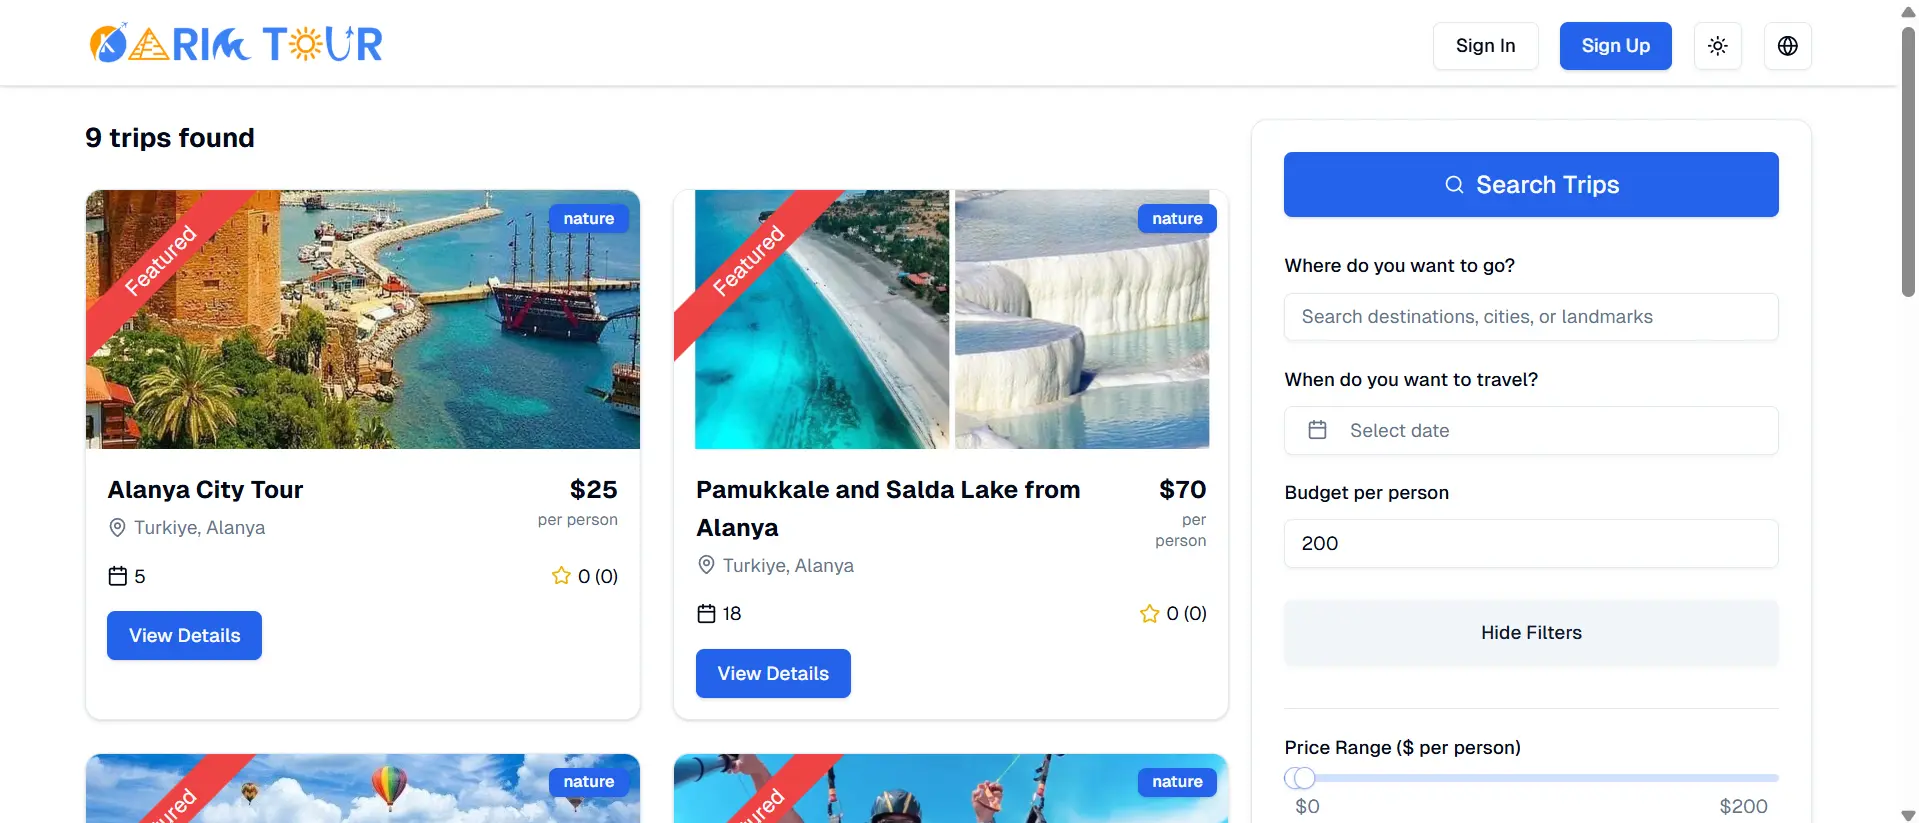 KARIM TOUR
Sign In
Sign Up
9 trips found
Featured
nature
Alanya City Tour
$25
per person
Turkiye, Alanya
5
0 (0)
View Details
Featured
nature
Pamukkale and Salda Lake from
Alanya
$70
per
person
Turkiye, Alanya
18
0 (0)
View Details
nature
nature
Search Trips
Where do you want to go?
Search destinations, cities, or landmarks
When do you want to travel?
Select date
Budget per person
200
Hide Filters
Price Range ($ per person)
$0
$200